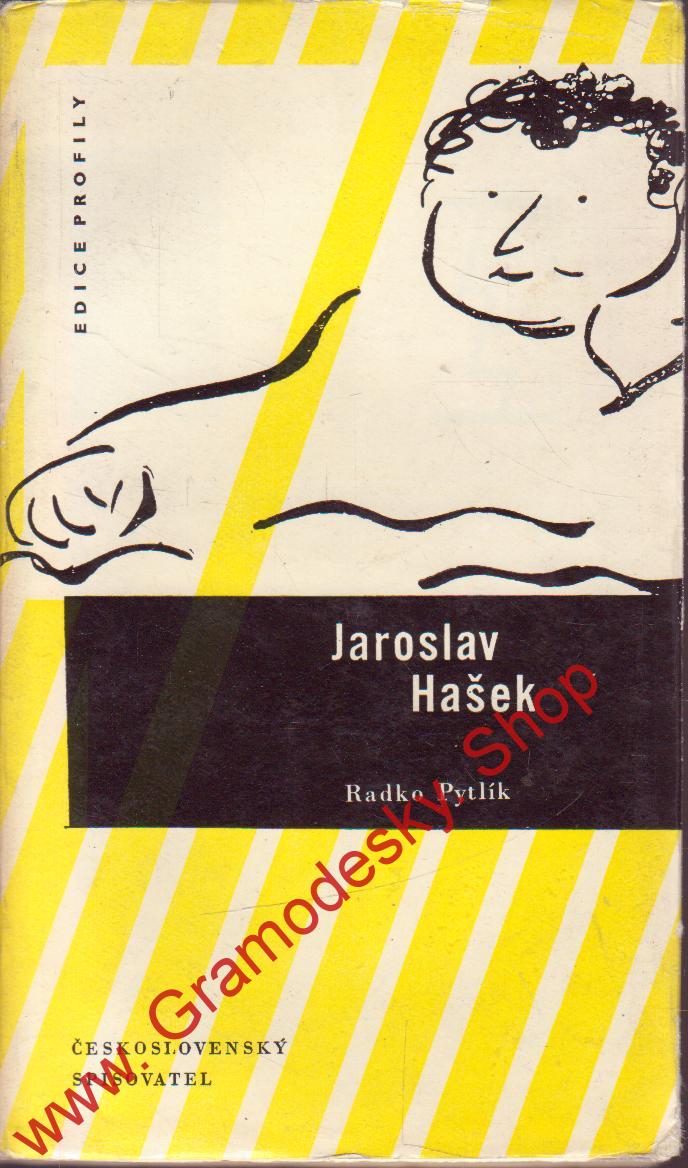 EDICE PROFILY
Jaroslav
Hašek
Radko Pytlík
ČESKOSLOVENSKÝ
SPISOVATEL
www. Gramodesky. Shop